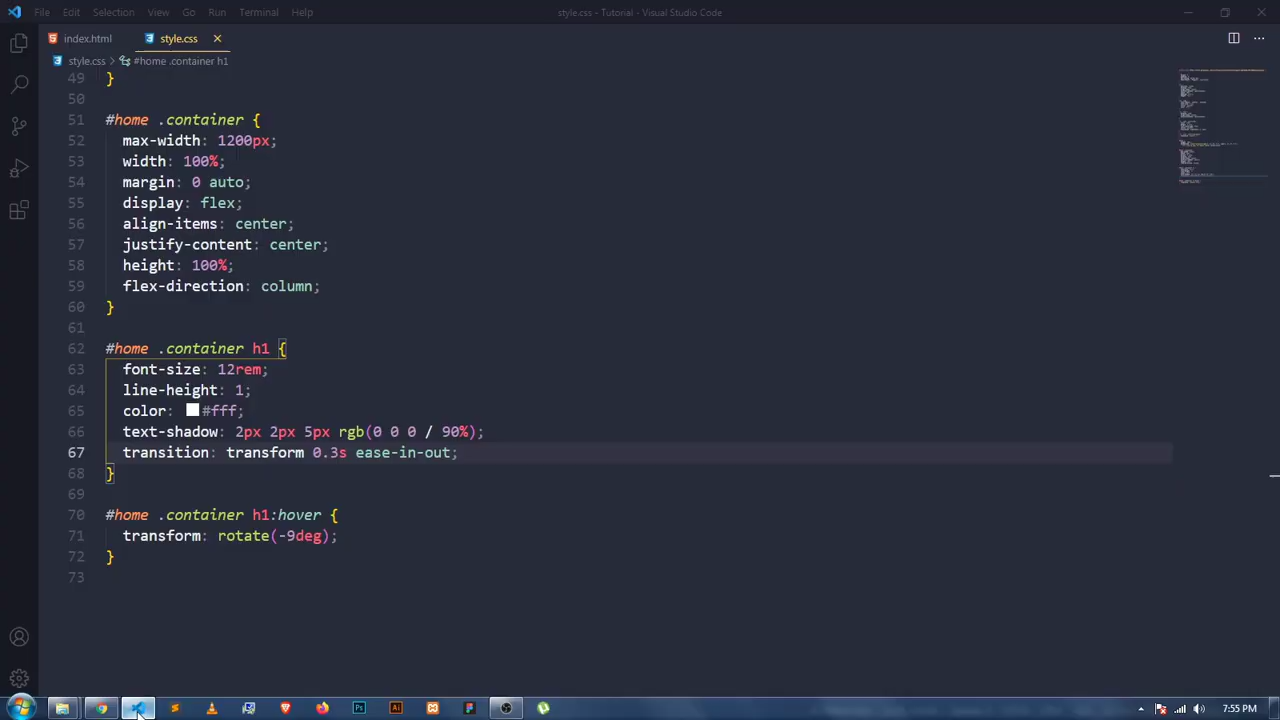 File Edit Selection View Go Run Terminal Help
style.css - Tutorial - Visual Studio Code
index.html
style.css
style.css > #home .container h1
49 }
50
51 #home .container {
52 max-width: 1200px;
53 width: 100%;
54 margin: 0 auto;
55 display: flex;
56 align-items: center;
57 justify-content: center;
58 height: 100%;
59 flex-direction: column;
60 }
61
62 #home .container h1 {
63 font-size: 12rem;
64 line-height: 1;
65 color: #fff;
66 text-shadow: 2px 2px 5px rgb(0 0 0 / 90%);
67 transition: transform 0.3s ease-in-out;
68 }
69
70 #home .container h1:hover {
71 transform: rotate(-9deg);
72 }
73
Ps
Ai
7:55 PM